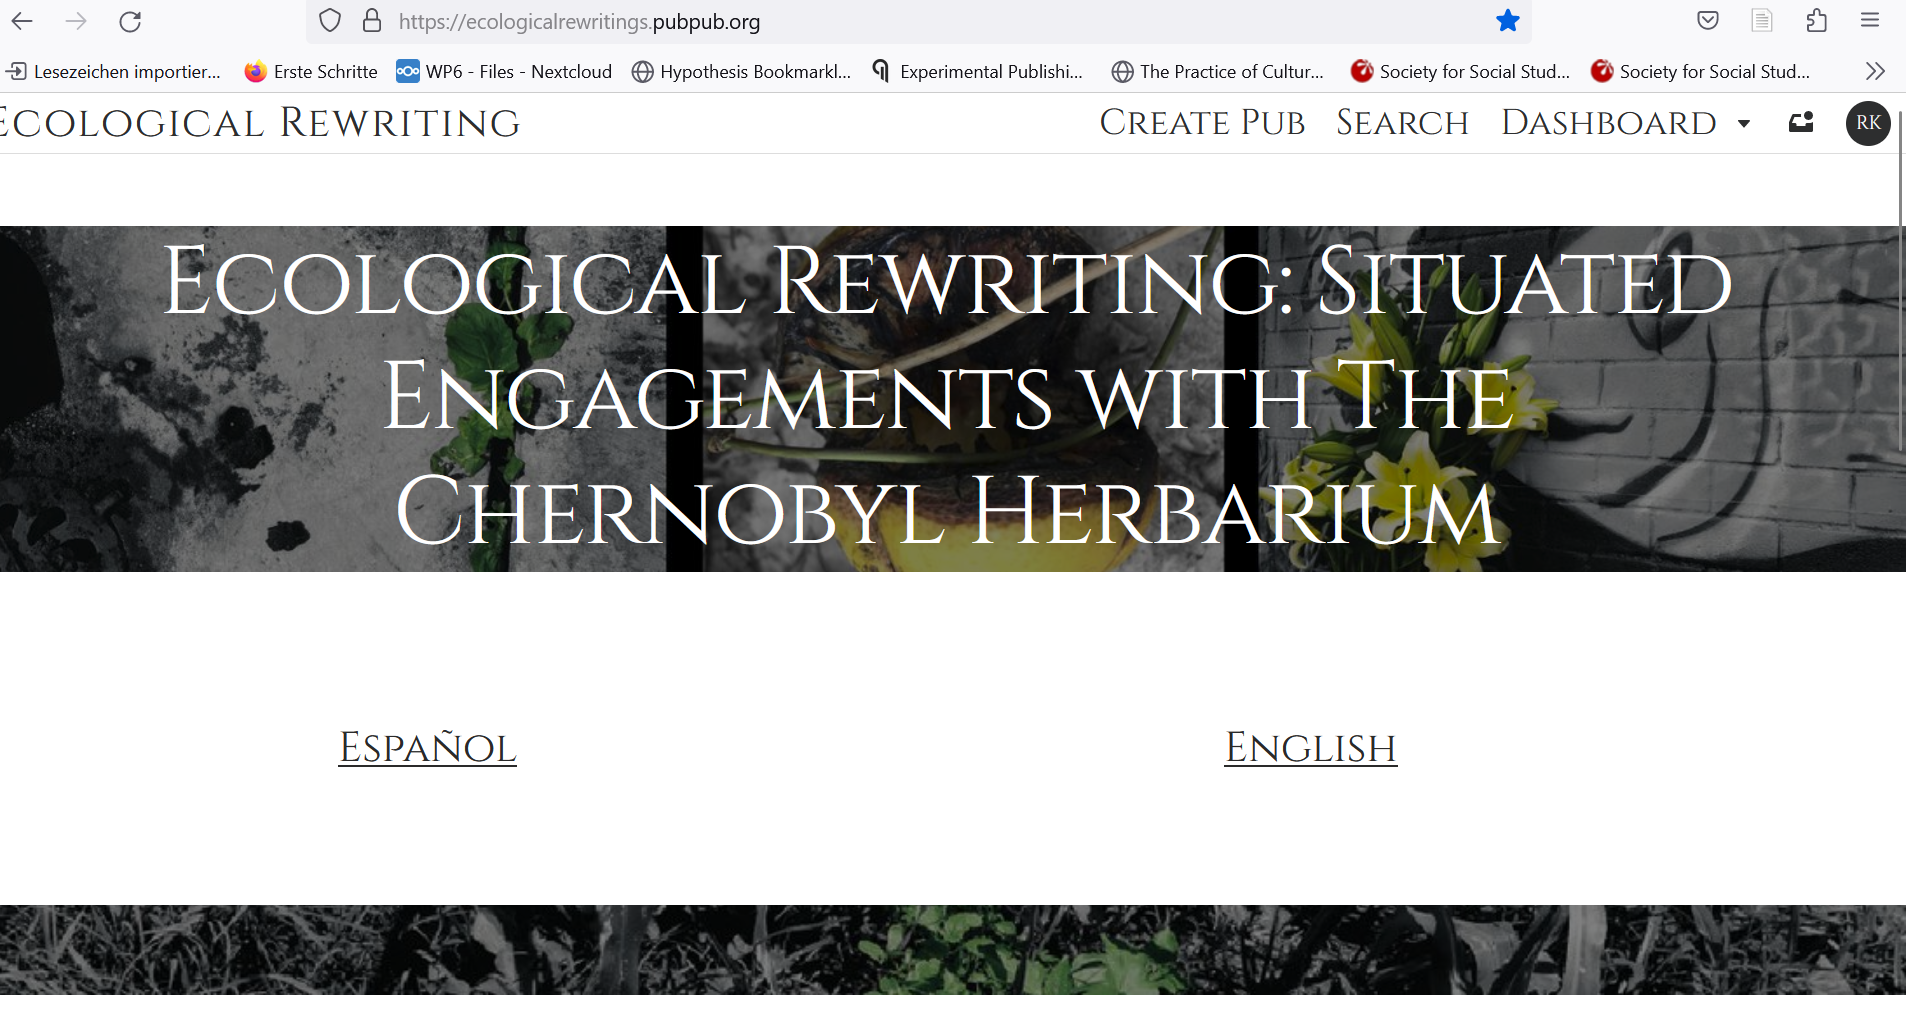 https://ecologicalrewritings.pubpub.org
Lesezeichen importier... Erste Schritte WP6 - Files - Nextcloud Hypothesis Bookmarkl... Experimental Publishi... The Practice of Cultur... Society for Social Stud... Society for Social Stud...
Ecological Rewriting Create Pub Search Dashboard RK
Ecological Rewriting: Situated
Engagements with The
Chernobyl Herbarium
Español English